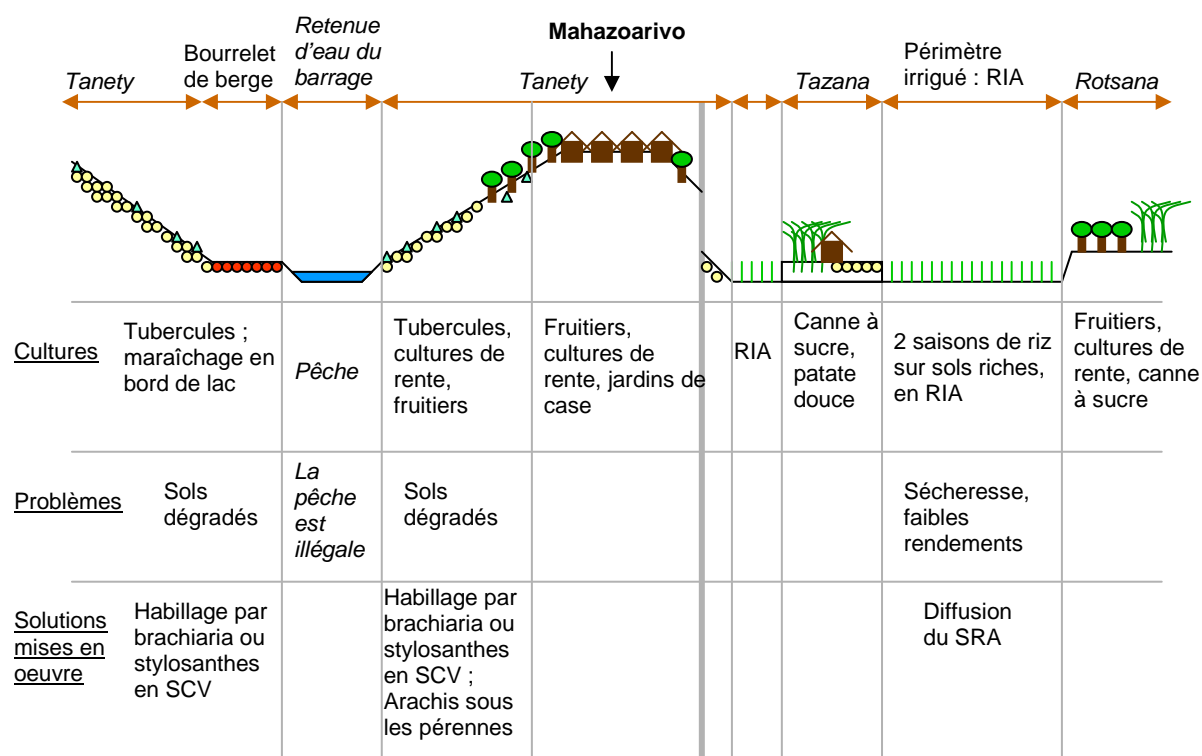 Mahazoarivo
Tanety
Bourrelet
de berge
Retenue
d'eau du
barrage
Tanety
Tazana
Périmètre
irrigué : RIA
Rotsana
Cultures
Tubercules ;
maraîchage en
bord de lac
Pêche
Tubercules,
cultures de
rente,
fruitiers
Fruitiers,
cultures de
rente, jardins de
case
RIA
Canne à
sucre,
patate
douce
2 saisons de riz
sur sols riches,
en RIA
Fruitiers,
cultures de
rente, canne
à sucre
Problèmes
Sols
dégradés
La
pêche
est
illégale
Sols
dégradés
Sécheresse,
faibles
rendements
Solutions
mises en
oeuvre
Habillage par
brachiaria ou
stylosanthes
en SCV
Habillage par
brachiaria ou
stylosanthes
en SCV ;
Arachis sous
les pérennes
Diffusion
du SRA